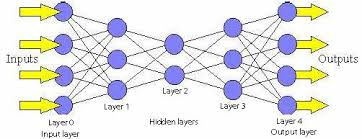 Inputs
Outputs
Layer 2
Layer 1
Layer 3
Layer 0
Hidden layers
Layer 4
Input layer
Output layer